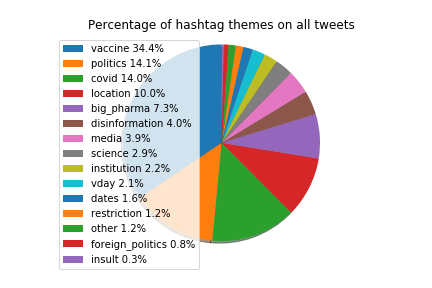 Percentage of hashtag themes on all tweets
vaccine 34.4%
politics 14.1%
covid 14.0%
location 10.0%
big_pharma 7.3%
disinformation 4.0%
media 3.9%
science 2.9%
institution 2.2%
vday 2.1%
dates 1.6%
restriction 1.2%
other 1.2%
foreign_politics 0.8%
insult 0.3%